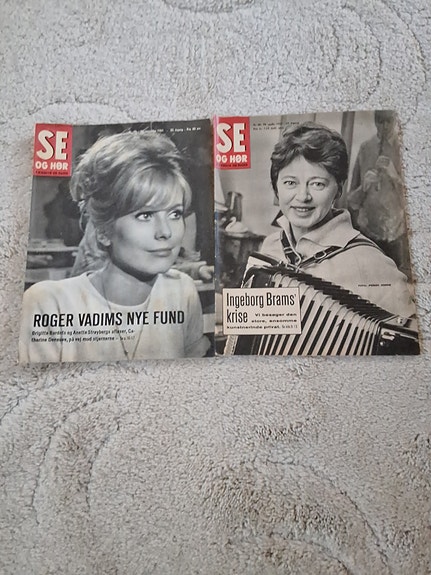 SE
OG HØR
ROGER VADIMS NYE FUND
Brigitte Bardots og Anette Strøybergs afløser, Ca-
therine Deneuve, på vej mod stjernerne –
SE
OG HØR
Ingeborg Brams'
krise
Vi besøger den
store, ensomme
kunstnerinde privat.